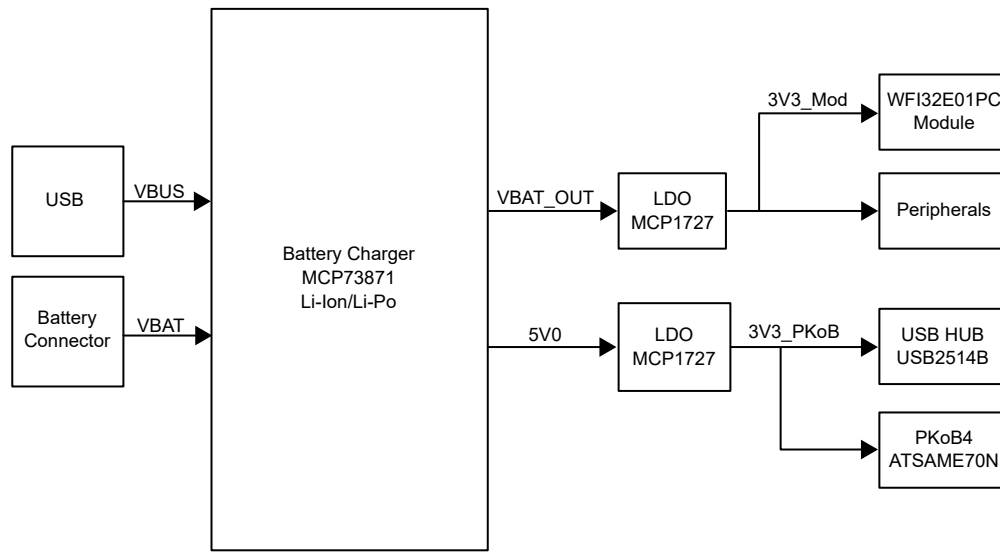 USB
VBUS
Battery
Connector
VBAT
Battery Charger
MCP73871
Li-Ion/Li-Po
VBAT_OUT
LDO
MCP1727
3V3_Mod
WFI32E01PC
Module
Peripherals
5V0
LDO
MCP1727
3V3_PKoB
USB HUB
USB2514B
PKoB4
ATSAME70N